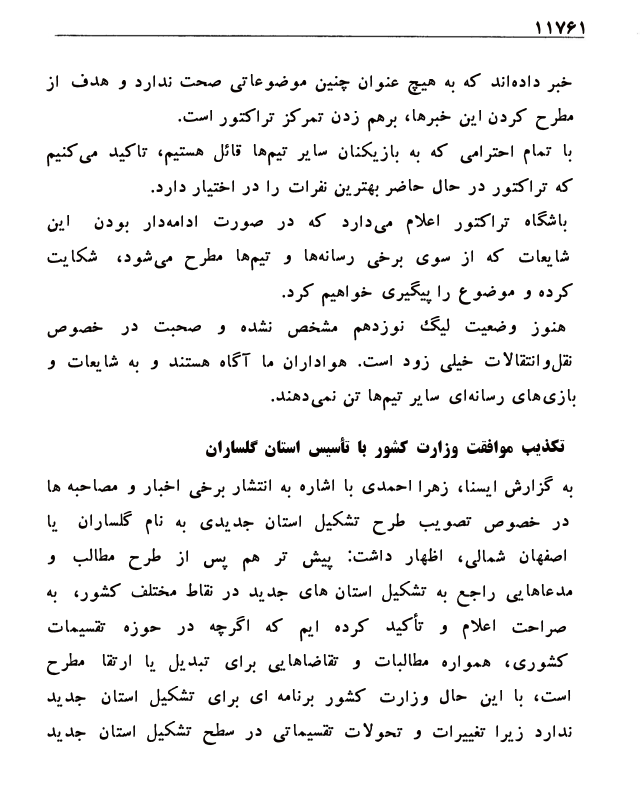 ۱۱۷۶۱
خبر داده‌اند که به هیچ عنوان چنین موضوعاتی صحت ندارد و هدف از
مطرح کردن این خبرها، برهم زدن تمرکز تراکتور است.
با تمام احترامی که به بازیکنان سایر تیم‌ها قائل هستیم، تاکید می‌کنیم
که تراکتور در حال حاضر بهترین نفرات را در اختیار دارد.
باشگاه تراکتور اعلام می‌دارد که در صورت ادامه‌دار بودن این
شایعات که از سوی برخی رسانه‌ها و تیم‌ها مطرح می‌شود، شکایت
کرده و موضوع را پیگیری خواهیم کرد.
هنوز وضعیت لیگ نوزدهم مشخص نشده و صحبت در خصوص
نقل‌وانتقالات خیلی زود است. هواداران ما آگاه هستند و به شایعات و
بازی‌های رسانه‌ای سایر تیم‌ها تن نمی‌دهند.
تکذیب موافقت وزارت کشور با تأسیس استان گلساران
به گزارش ایسنا، زهرا احمدی با اشاره به انتشار برخی اخبار و مصاحبه ها
در خصوص تصویب طرح تشکیل استان جدیدی به نام گلساران یا
اصفهان شمالی، اظهار داشت: پیش تر هم پس از طرح مطالب و
مدعاهایی راجع به تشکیل استان های جدید در نقاط مختلف کشور، به
صراحت اعلام و تأکید کرده ایم که اگرچه در حوزه تقسیمات
کشوری، همواره مطالبات و تقاضاهایی برای تبدیل یا ارتقا مطرح
است، با این حال وزارت کشور برنامه ای برای تشکیل استان جدید
ندارد زیرا تغییرات و تحولات تقسیماتی در سطح تشکیل استان جدید